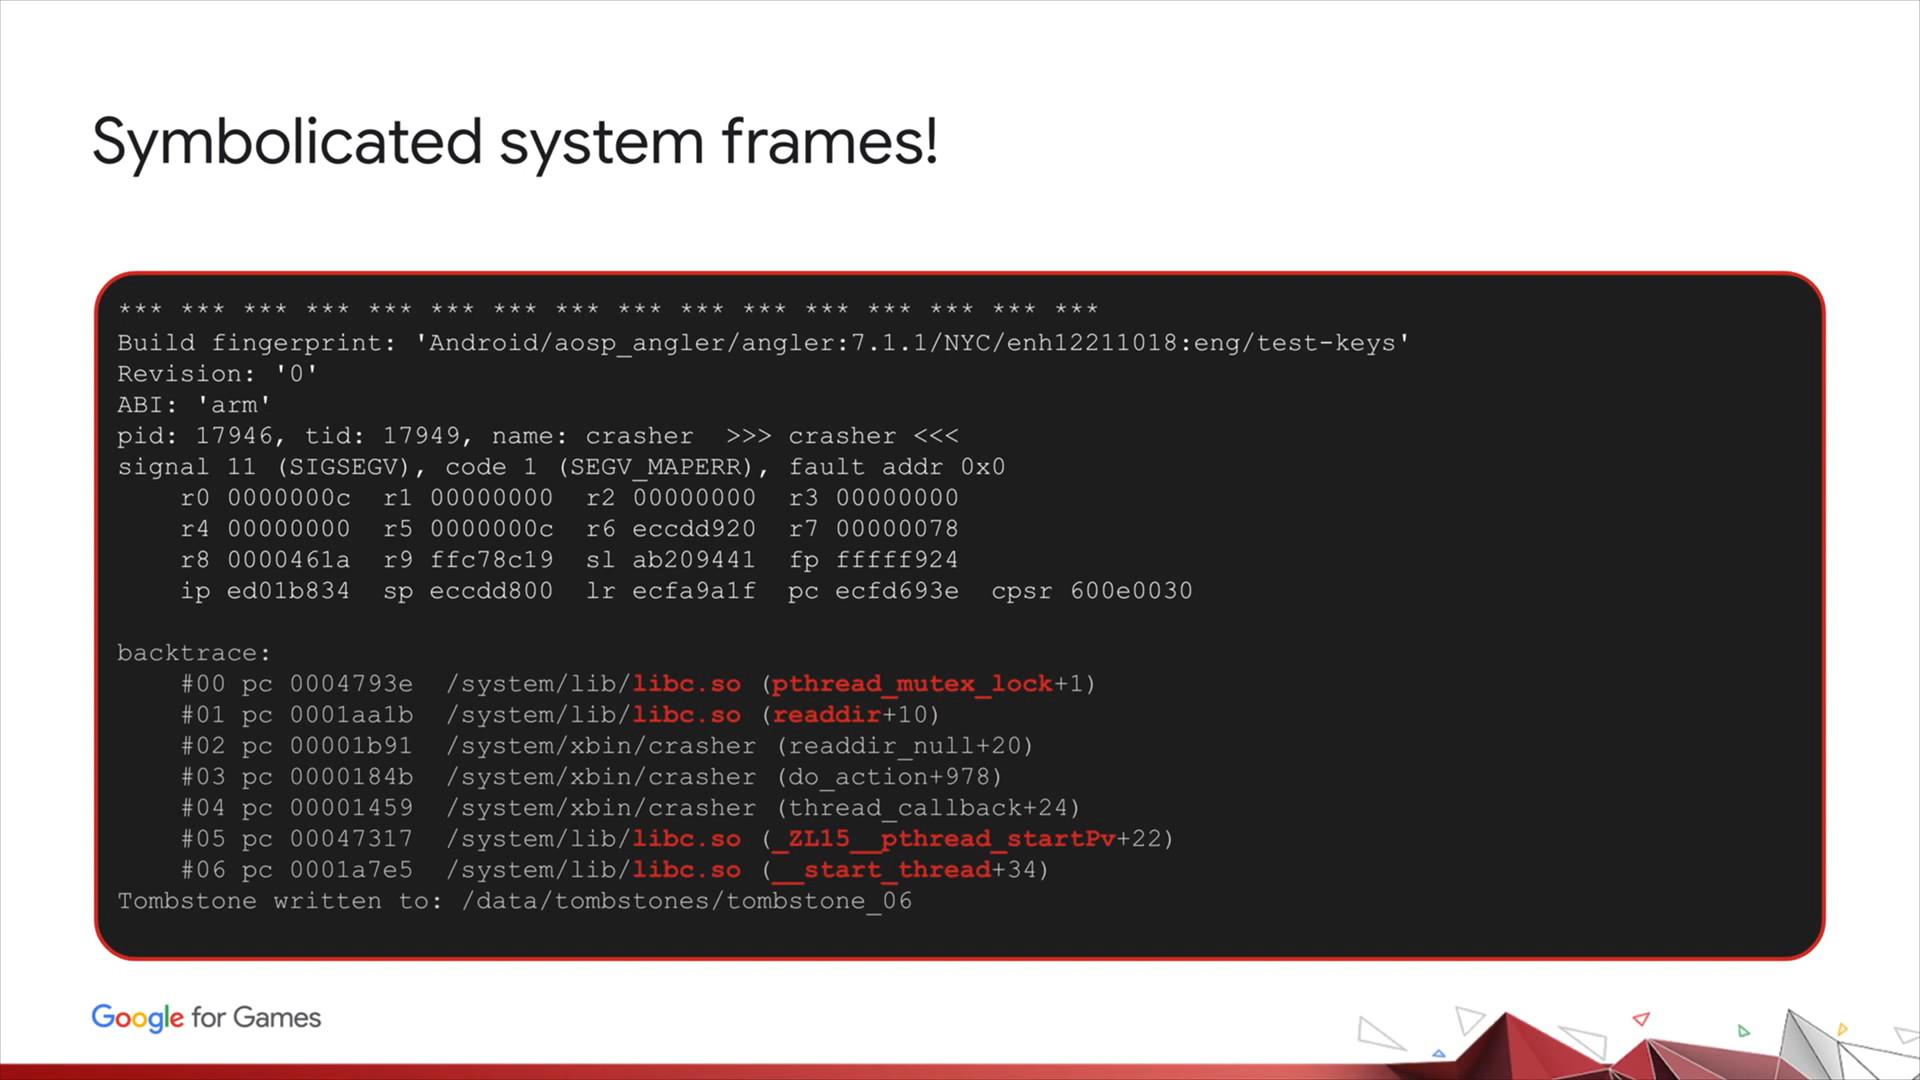 Symbolicated system frames!
*** *** *** *** *** *** *** *** *** *** *** *** *** *** *** ***
Build fingerprint: 'Android/aosp_angler/angler:7.1.1/NYC/enh12211018:eng/test-keys'
Revision: '0'
ABI: 'arm'
pid: 17946, tid: 17949, name: crasher  >>> crasher <<<
signal 11 (SIGSEGV), code 1 (SEGV_MAPERR), fault addr 0x0
    r0 0000000c  r1 00000000  r2 00000000  r3 00000000
    r4 00000000  r5 0000000c  r6 eccdd920  r7 00000078
    r8 0000461a  r9 ffc78c19  sl ab209441  fp fffff924
    ip ed01b834  sp eccdd800  lr ecfa9a1f  pc ecfd693e  cpsr 600e0030
backtrace:
    #00 pc 0004793e  /system/lib/libc.so (pthread_mutex_lock+1)
    #01 pc 0001aa1b  /system/lib/libc.so (readdir+10)
    #02 pc 00001b91  /system/xbin/crasher (readdir_null+20)
    #03 pc 0000184b  /system/xbin/crasher (do_action+978)
    #04 pc 00001459  /system/xbin/crasher (thread_callback+24)
    #05 pc 00047317  /system/lib/libc.so (_ZL15__pthread_startPv+22)
    #06 pc 0001a7e5  /system/lib/libc.so (__start_thread+34)
Tombstone written to: /data/tombstones/tombstone_06
Google for Games